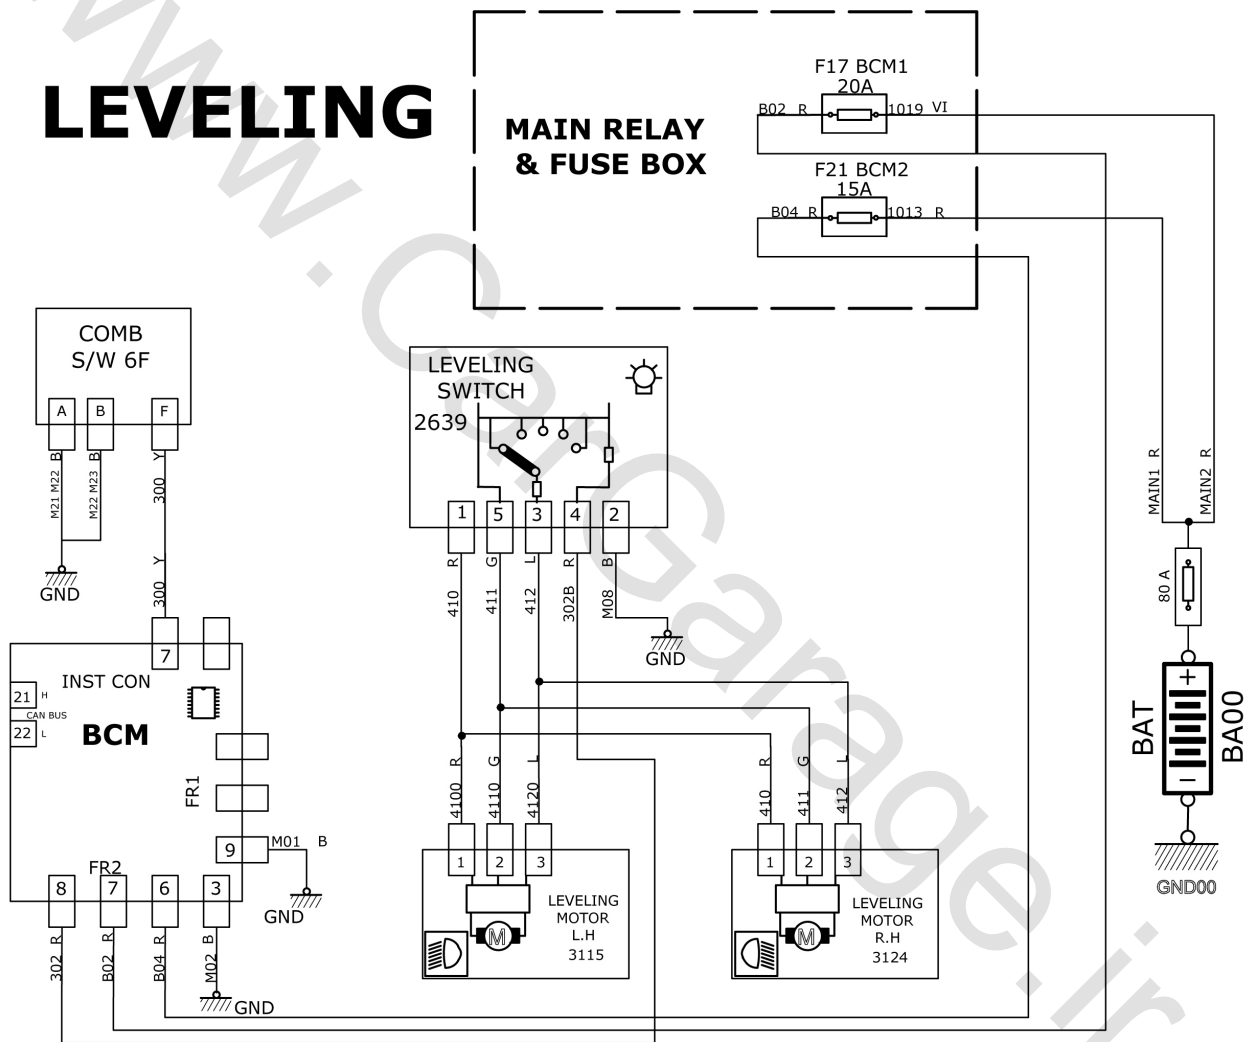 LEVELING
MAIN RELAY
& FUSE BOX
F17 BCM1
20A
B02 R
1019 VI
F21 BCM2
15A
B04 R
1013 R
COMB
S/W 6F
A
B
F
M21 M22 B
M22 M23 B
300 Y
GND
300 Y
LEVELING
SWITCH
2639
1
5
3
4
2
R
G
L
R
B
410
411
412
302B
M08
GND
MAIN1 R
MAIN2 R
80 A
+
−
BAT
BA00
GND00
7
INST CON
21 H
CAN BUS
22 L
BCM
FR1
9
M01 B
GND
FR2
8
7
6
3
302 R
B02 R
B04 R
M02 B
GND
4100 R
4110 G
4120 L
1
2
3
M
LEVELING
MOTOR
L.H
3115
410 R
411 G
412 L
1
2
3
M
LEVELING
MOTOR
R.H
3124
www.CarGarage.ir